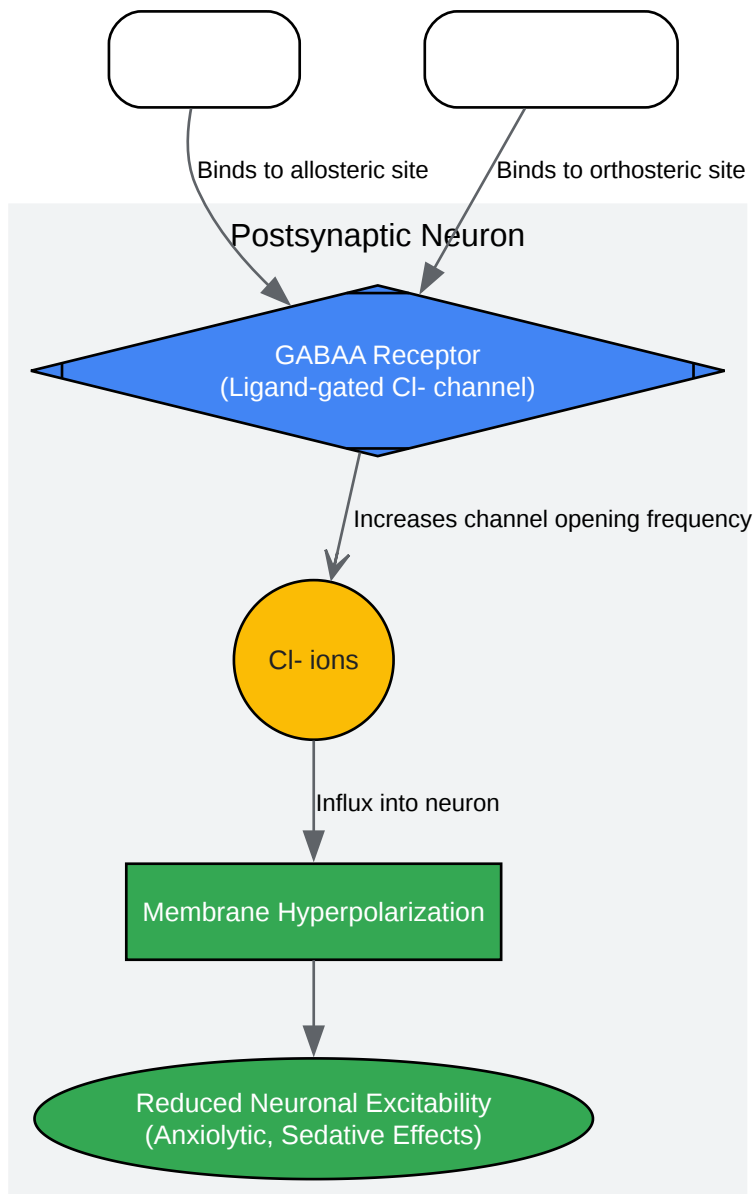 Binds to allosteric site
Binds to orthosteric site
Postsynaptic Neuron
GABAA Receptor
(Ligand-gated Cl- channel)
Increases channel opening frequency
Cl- ions
Influx into neuron
Membrane Hyperpolarization
Reduced Neuronal Excitability
(Anxiolytic, Sedative Effects)